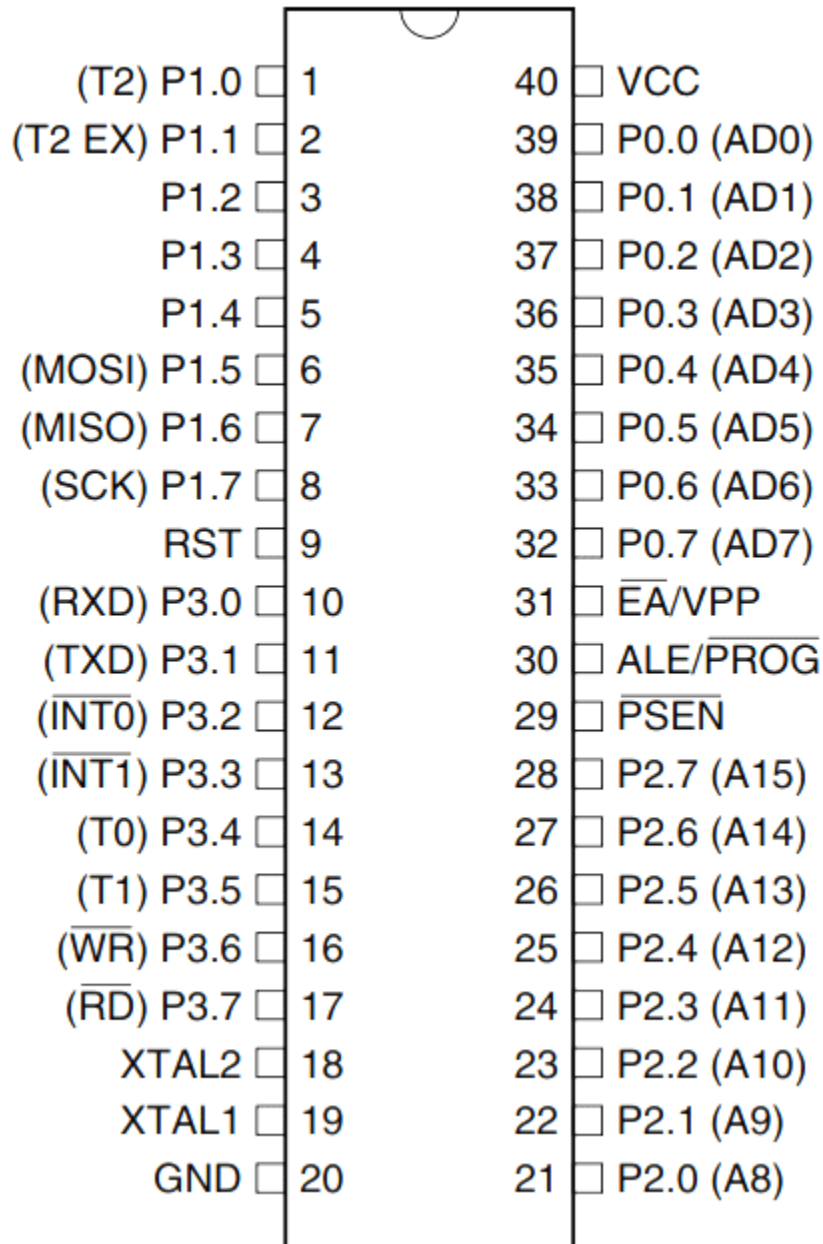 (T2) P1.0 1 40 VCC
(T2 EX) P1.1 2 39 P0.0 (AD0)
P1.2 3 38 P0.1 (AD1)
P1.3 4 37 P0.2 (AD2)
P1.4 5 36 P0.3 (AD3)
(MOSI) P1.5 6 35 P0.4 (AD4)
(MISO) P1.6 7 34 P0.5 (AD5)
(SCK) P1.7 8 33 P0.6 (AD6)
RST 9 32 P0.7 (AD7)
(RXD) P3.0 10 31 E̅A̅/VPP
(TXD) P3.1 11 30 ALE/P̅R̅O̅G̅
(I̅N̅T̅0̅) P3.2 12 29 P̅S̅E̅N̅
(I̅N̅T̅1̅) P3.3 13 28 P2.7 (A15)
(T0) P3.4 14 27 P2.6 (A14)
(T1) P3.5 15 26 P2.5 (A13)
(W̅R̅) P3.6 16 25 P2.4 (A12)
(R̅D̅) P3.7 17 24 P2.3 (A11)
XTAL2 18 23 P2.2 (A10)
XTAL1 19 22 P2.1 (A9)
GND 20 21 P2.0 (A8)